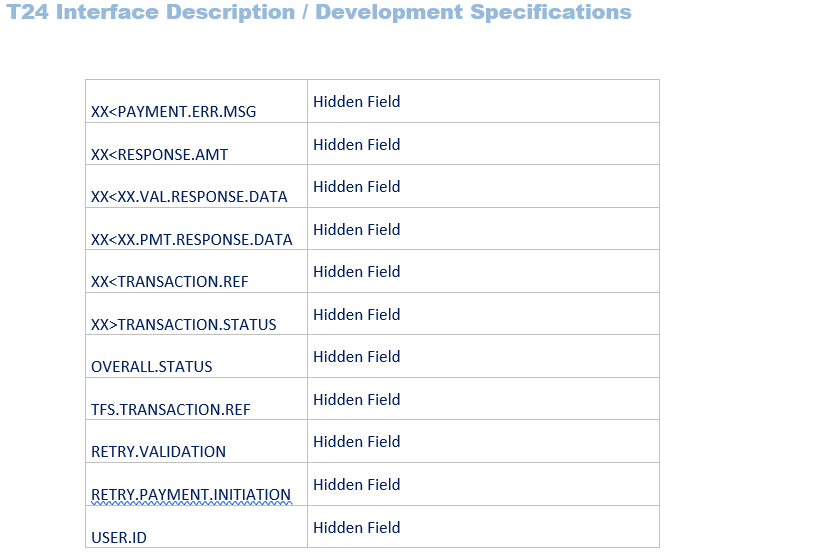 T24 Interface Description / Development Specifications
XX<PAYMENT.ERR.MSG Hidden Field
XX<RESPONSE.AMT Hidden Field
XX<XX.VAL.RESPONSE.DATA Hidden Field
XX<XX.PMT.RESPONSE.DATA Hidden Field
XX<TRANSACTION.REF Hidden Field
XX>TRANSACTION.STATUS Hidden Field
OVERALL.STATUS Hidden Field
TFS.TRANSACTION.REF Hidden Field
RETRY.VALIDATION Hidden Field
RETRY.PAYMENT.INITIATION Hidden Field
USER.ID Hidden Field